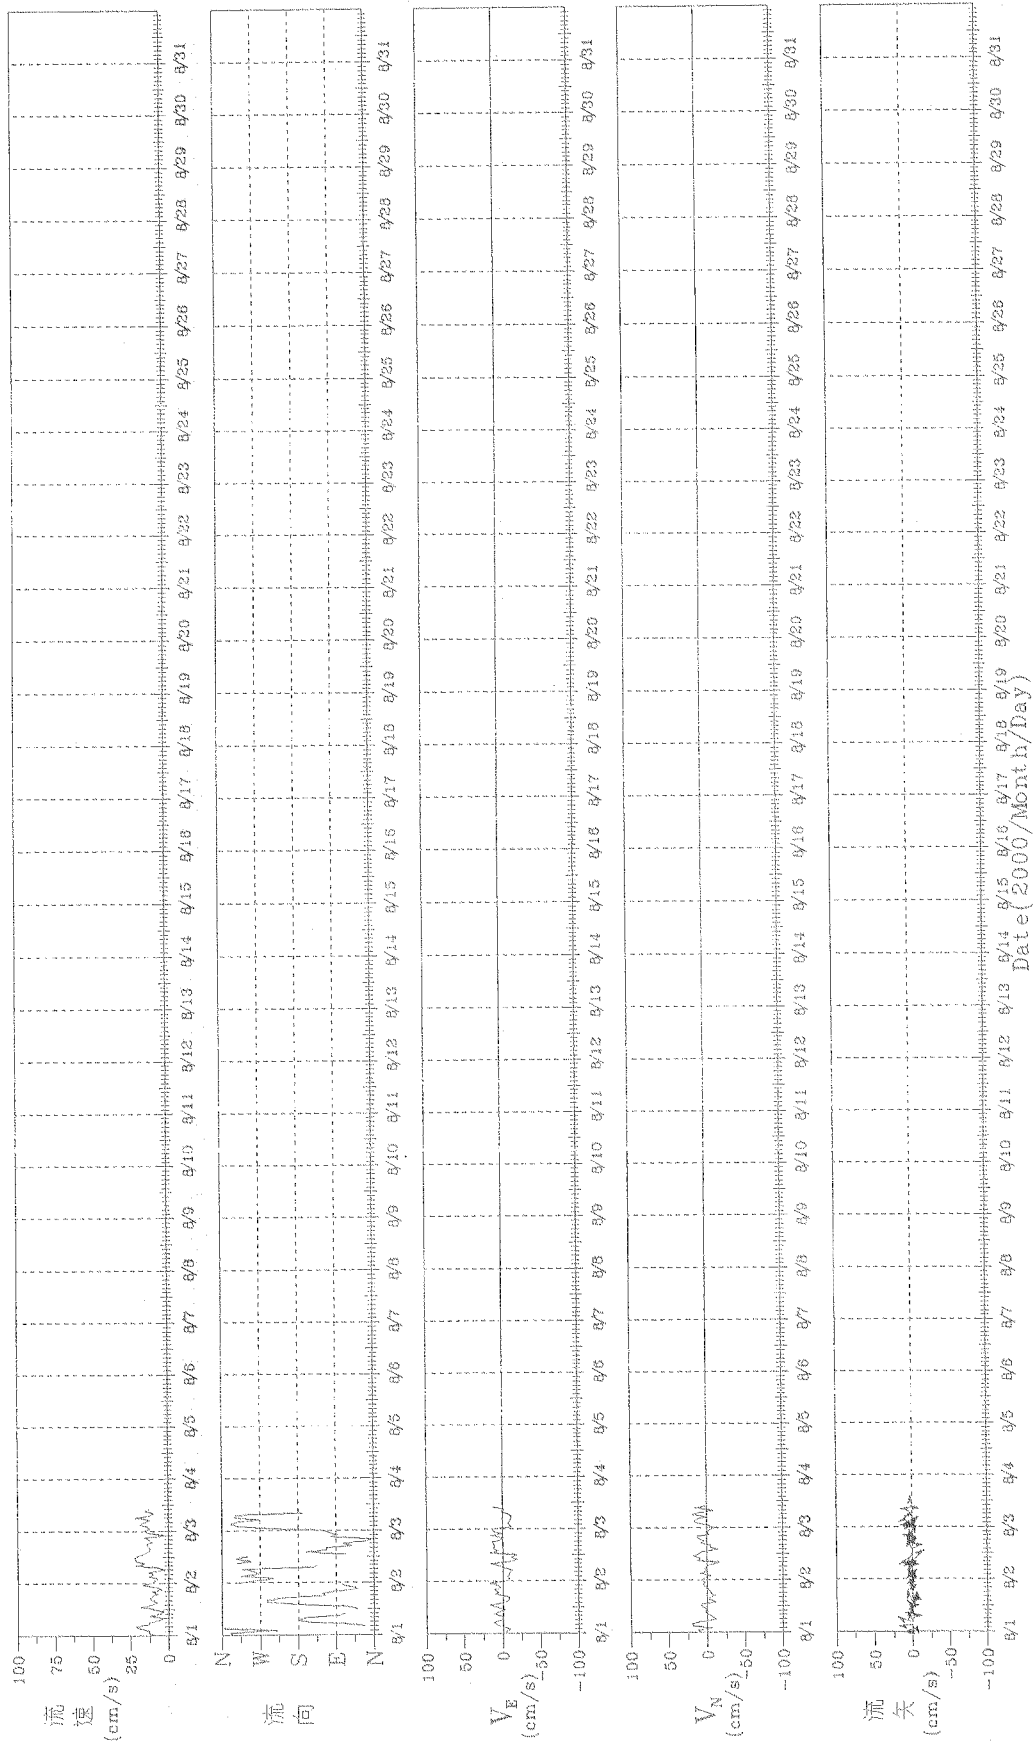 流速
(cm/s)
100
75
50
25
0
8/1 8/2 8/3 8/4 8/5 8/6 8/7 8/8 8/9 8/10 8/11 8/12 8/13 8/14 8/15 8/16 8/17 8/18 8/19 8/20 8/21 8/22 8/23 8/24 8/25 8/26 8/27 8/28 8/29 8/30 8/31
流向
N
W
S
E
N
8/1 8/2 8/3 8/4 8/5 8/6 8/7 8/8 8/9 8/10 8/11 8/12 8/13 8/14 8/15 8/16 8/17 8/18 8/19 8/20 8/21 8/22 8/23 8/24 8/25 8/26 8/27 8/28 8/29 8/30 8/31
V_E
(cm/s)
100
50
0
-50
-100
8/1 8/2 8/3 8/4 8/5 8/6 8/7 8/8 8/9 8/10 8/11 8/12 8/13 8/14 8/15 8/16 8/17 8/18 8/19 8/20 8/21 8/22 8/23 8/24 8/25 8/26 8/27 8/28 8/29 8/30 8/31
V_N
(cm/s)
100
50
0
-50
-100
8/1 8/2 8/3 8/4 8/5 8/6 8/7 8/8 8/9 8/10 8/11 8/12 8/13 8/14 8/15 8/16 8/17 8/18 8/19 8/20 8/21 8/22 8/23 8/24 8/25 8/26 8/27 8/28 8/29 8/30 8/31
流矢
(cm/s)
100
50
0
-50
-100
8/1 8/2 8/3 8/4 8/5 8/6 8/7 8/8 8/9 8/10 8/11 8/12 8/13 8/14 8/15 8/16 8/17 8/18 8/19 8/20 8/21 8/22 8/23 8/24 8/25 8/26 8/27 8/28 8/29 8/30 8/31
Date(2000/Month/Day)